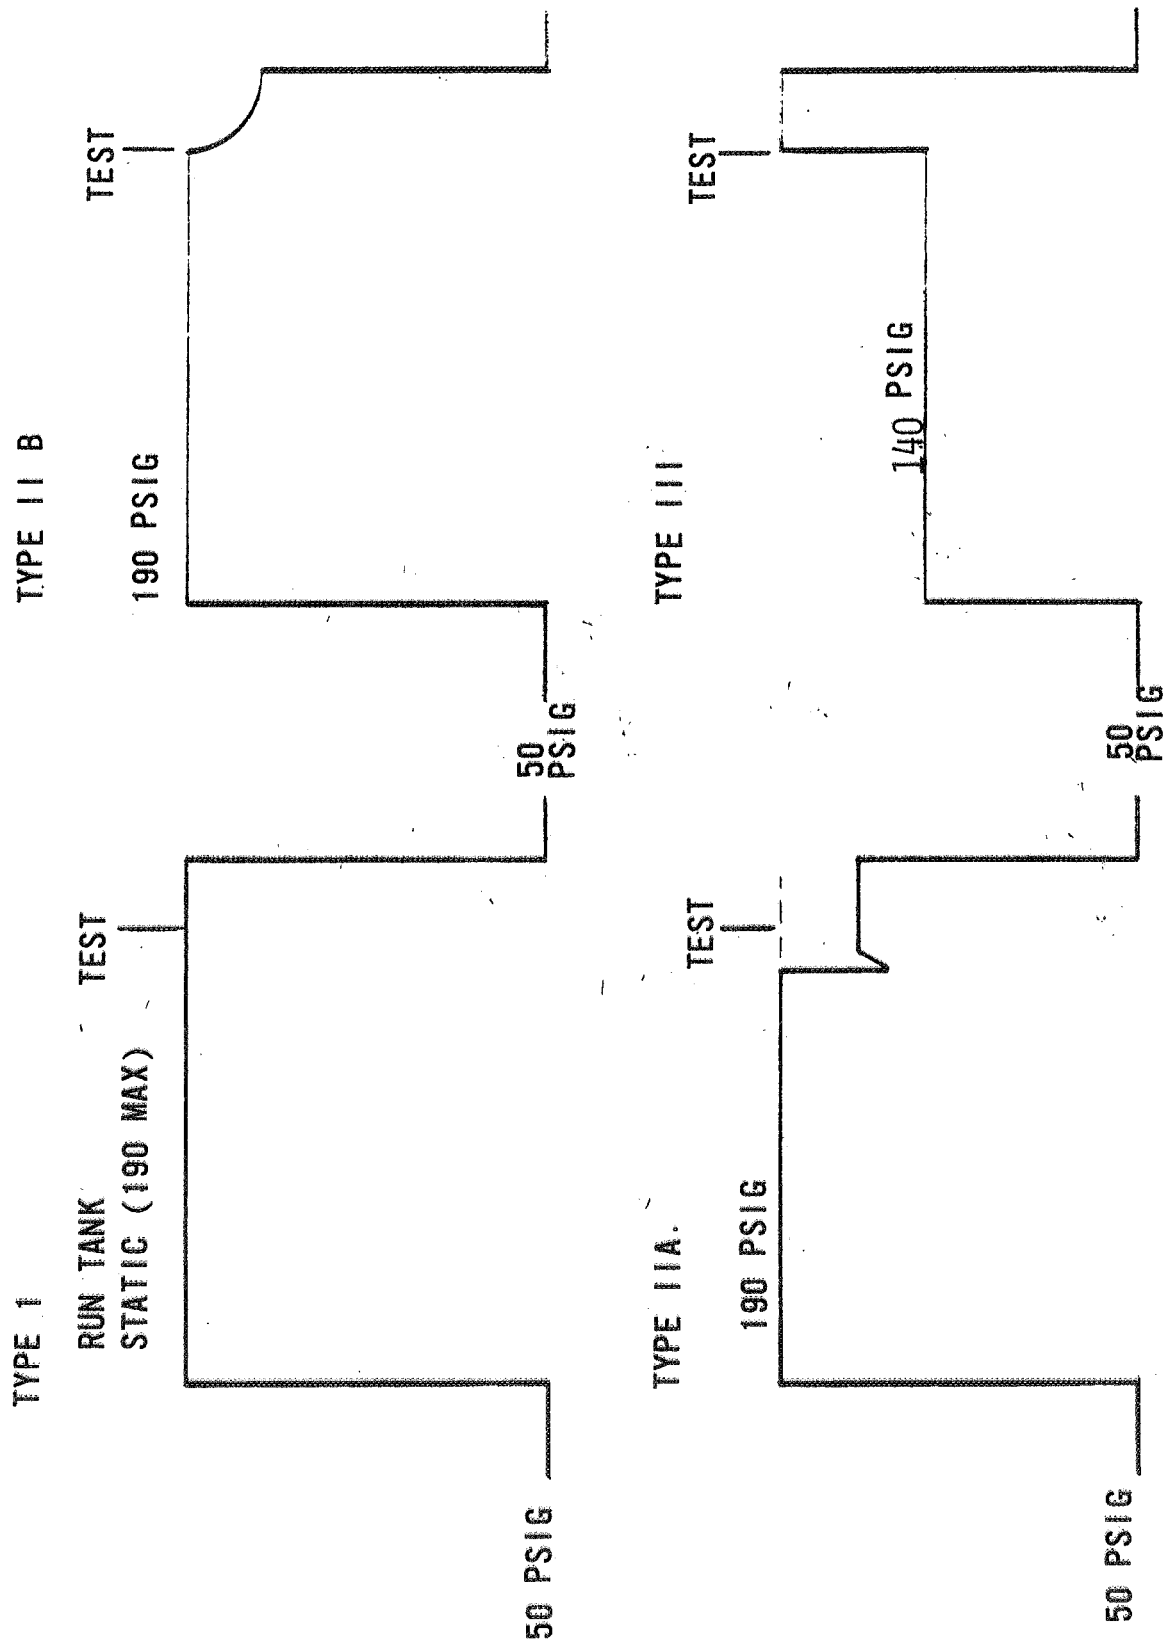 TYPE 1
RUN TANK
STATIC (190 MAX)
TEST
50 PSIG
50
PSIG
TYPE II B
190 PSIG
TEST
TYPE IIA.
190 PSIG
TEST
50 PSIG
50
PSIG
TYPE III
140 PSIG
TEST